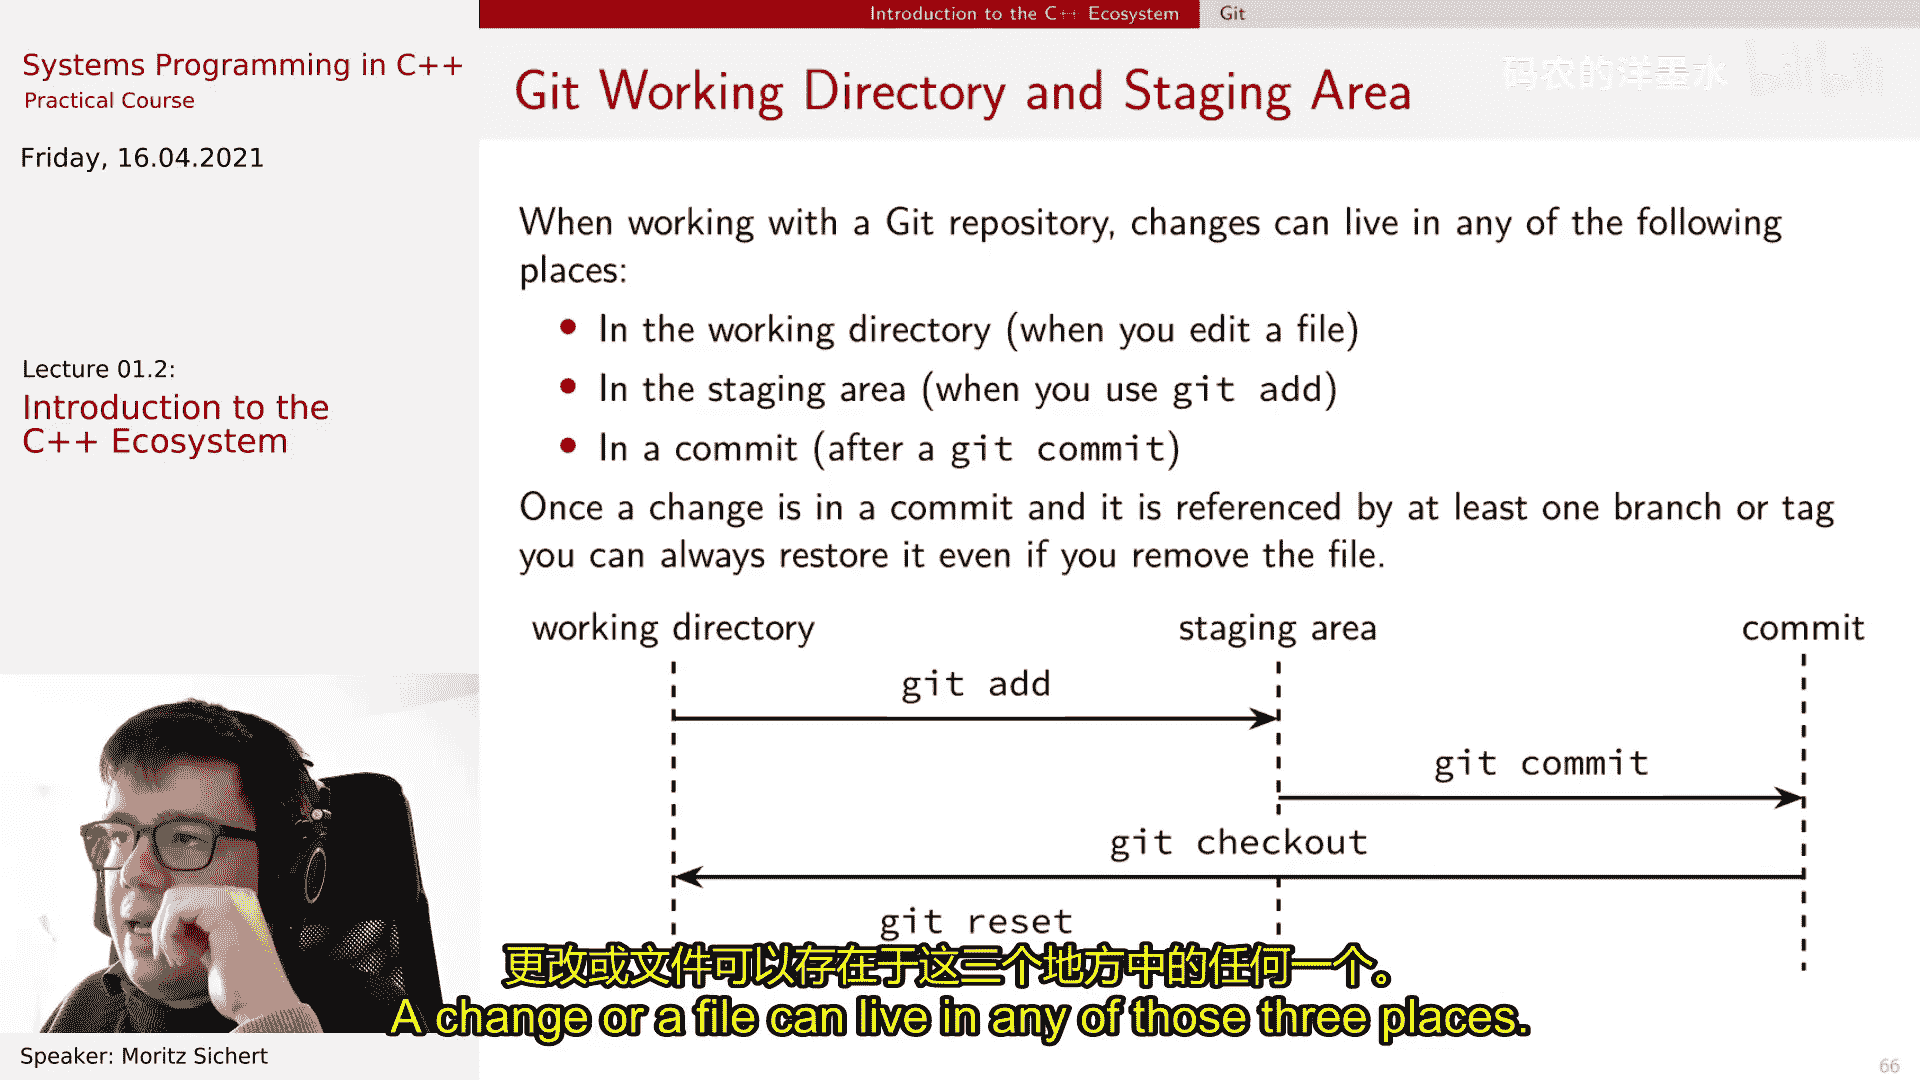 Introduction to the C++ Ecosystem Git
Systems Programming in C++
Practical Course
Friday, 16.04.2021
Lecture 01.2:
Introduction to the
C++ Ecosystem
Git Working Directory and Staging Area
码农的洋墨水
When working with a Git repository, changes can live in any of the following
places:
• In the working directory (when you edit a file)
• In the staging area (when you use git add)
• In a commit (after a git commit)
Once a change is in a commit and it is referenced by at least one branch or tag
you can always restore it even if you remove the file.
working directory staging area commit
git add
git commit
git checkout
git reset
更改或文件可以存在于这三个地方中的任何一个。
A change or a file can live in any of those three places.
Speaker: Moritz Sichert
66